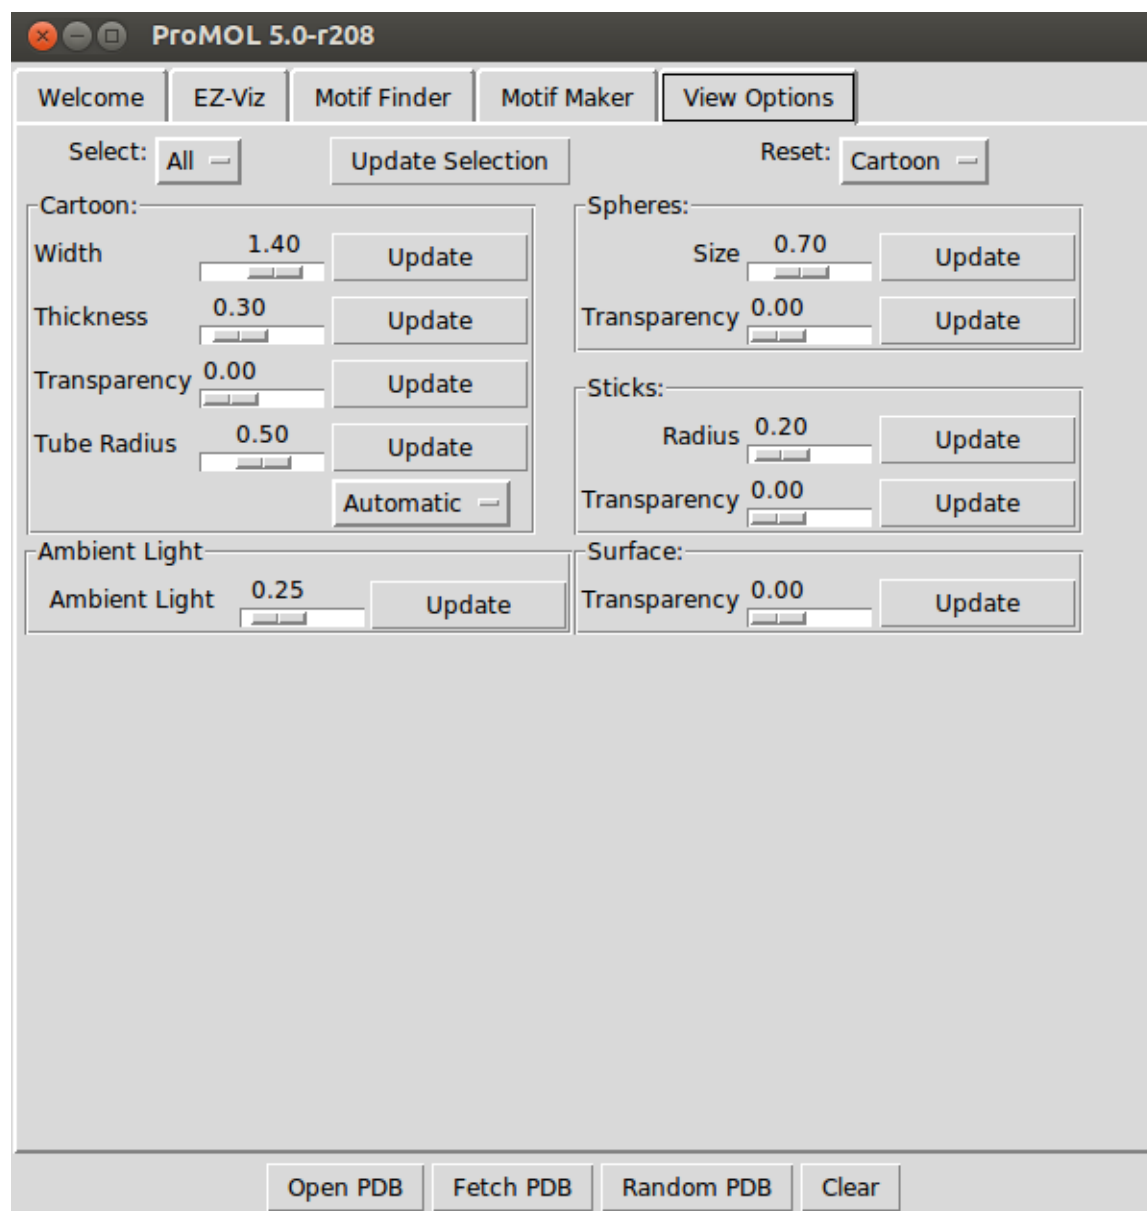 ProMOL 5.0-r208
Welcome EZ-Viz Motif Finder Motif Maker View Options
Select: All Update Selection Reset: Cartoon
Cartoon:
Width 1.40 Update
Thickness 0.30 Update
Transparency 0.00 Update
Tube Radius 0.50 Update
Automatic
Spheres:
Size 0.70 Update
Transparency 0.00 Update
Sticks:
Radius 0.20 Update
Transparency 0.00 Update
Ambient Light
Ambient Light 0.25 Update
Surface:
Transparency 0.00 Update
Open PDB Fetch PDB Random PDB Clear